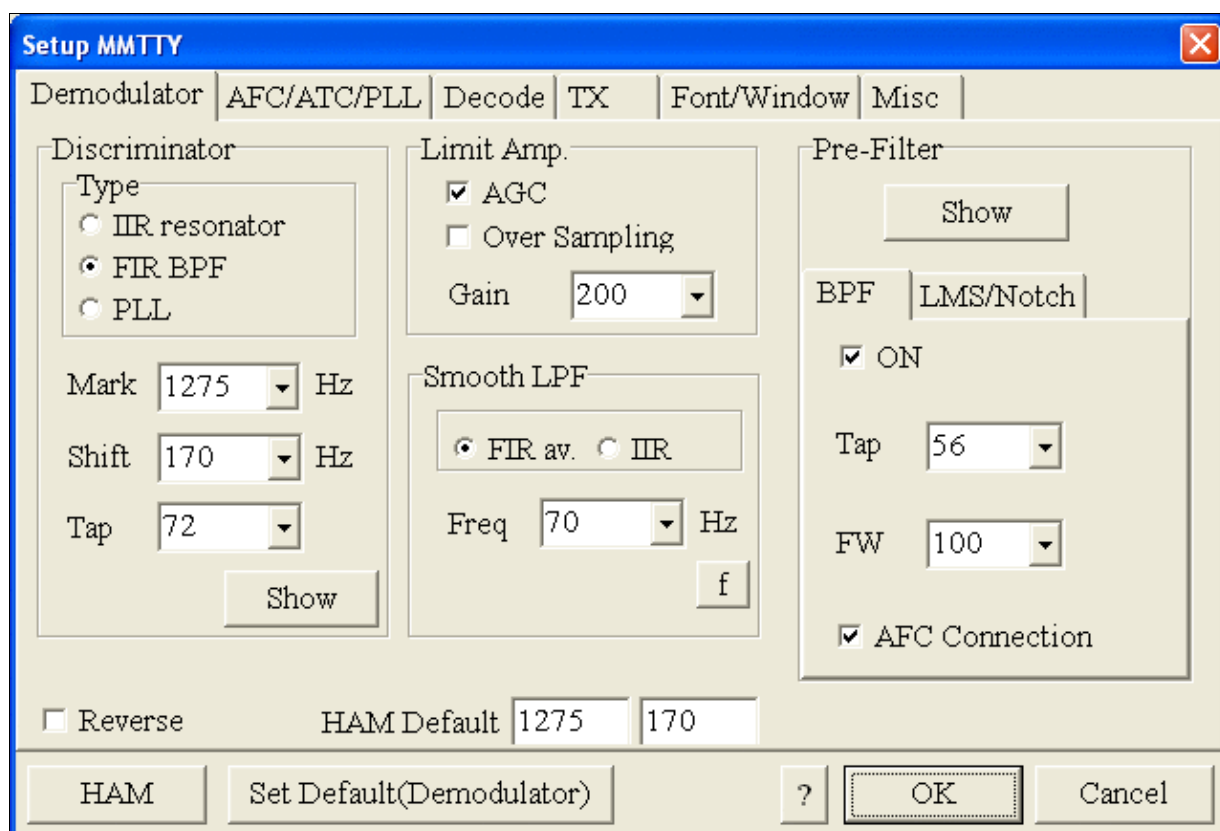 Setup MMTTY
Demodulator AFC/ATC/PLL Decode TX Font/Window Misc
Discriminator
Type
IIR resonator
FIR BPF
PLL
Mark 1275 Hz
Shift 170 Hz
Tap 72
Show
Limit Amp.
AGC
Over Sampling
Gain 200
Smooth LPF
FIR av. IIR
Freq 70 Hz
f
Pre-Filter
Show
BPF LMS/Notch
ON
Tap 56
FW 100
AFC Connection
Reverse HAM Default 1275 170
HAM Set Default(Demodulator) ? OK Cancel